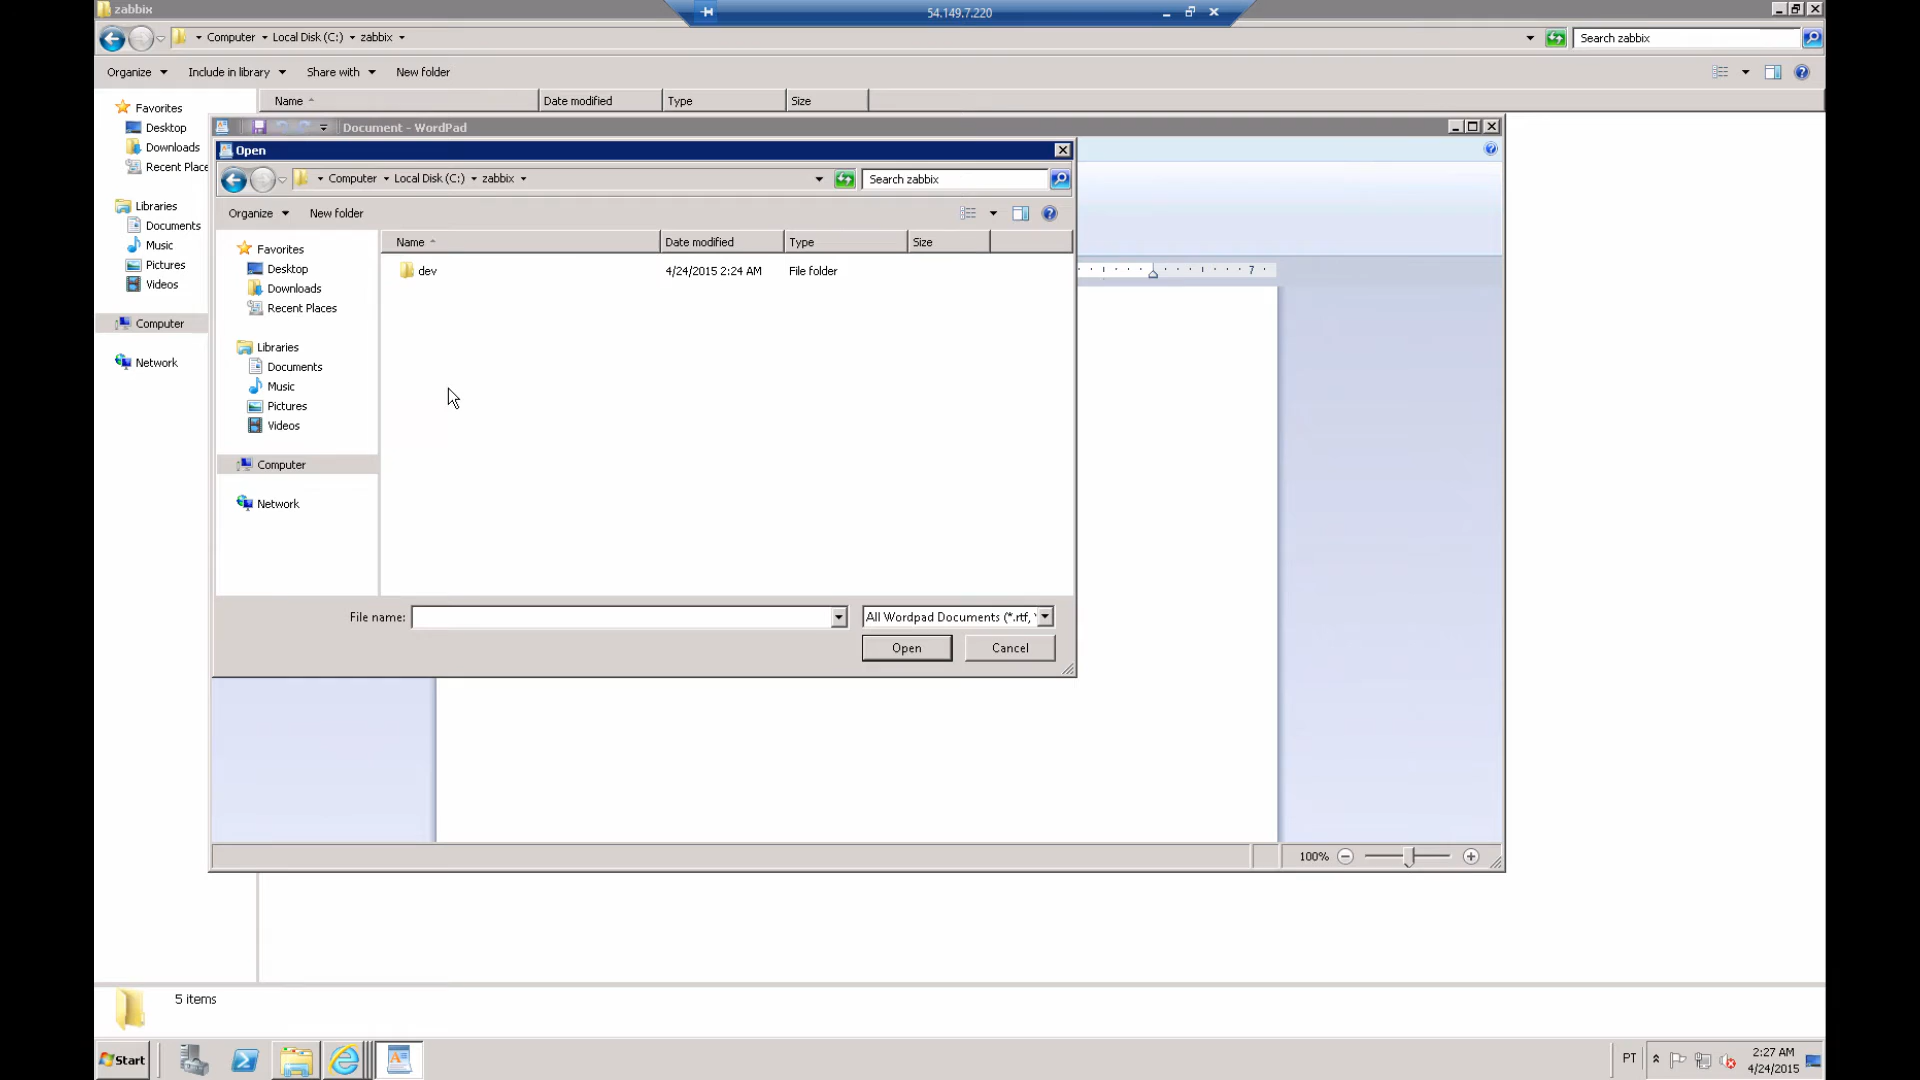 zabbix
54.149.7.220
Computer Local Disk (C:) zabbix
Search zabbix
Organize Include in library Share with New folder
Name Date modified Type Size
Favorites
Desktop
Downloads
Recent Place
Libraries
Documents
Music
Pictures
Videos
Computer
Network
Document - WordPad
Open
Computer Local Disk (C:) zabbix
Search zabbix
Organize New folder
Name Date modified Type Size
Favorites
Desktop
Downloads
Recent Places
Libraries
Documents
Music
Pictures
Videos
Computer
Network
dev 4/24/2015 2:24 AM File folder
7
File name:
All Wordpad Documents (*.rtf,
Open Cancel
100%
5 items
Start
PT
2:27 AM
4/24/2015